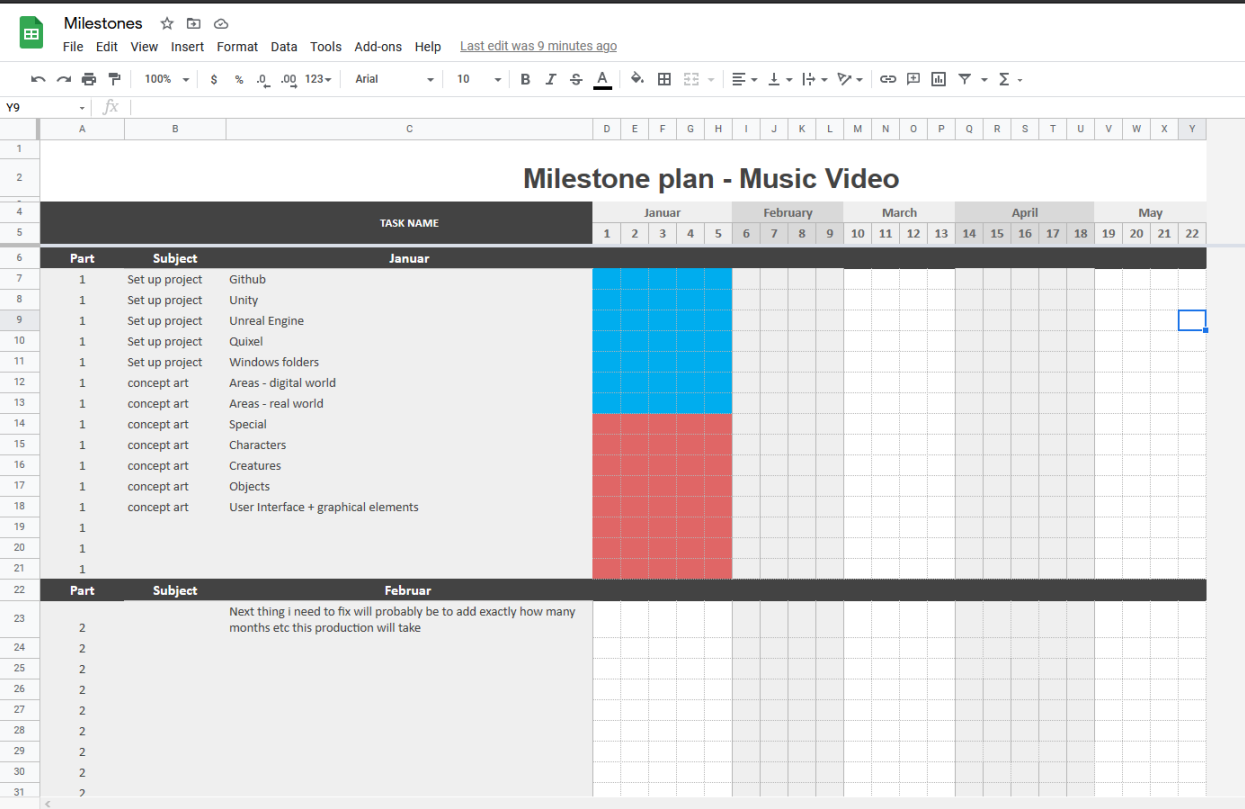 Milestones
File Edit View Insert Format Data Tools Add-ons Help Last edit was 9 minutes ago
100% $ % .0 .00 123 Arial 10 B I S A Σ
Y9 fx
A B C D E F G H I J K L M N O P Q R S T U V W X Y
1
2 Milestone plan - Music Video
4 TASK NAME Januar February March April May
5 1 2 3 4 5 6 7 8 9 10 11 12 13 14 15 16 17 18 19 20 21 22
6 Part Subject Januar
7 1 Set up project Github
8 1 Set up project Unity
9 1 Set up project Unreal Engine
10 1 Set up project Quixel
11 1 Set up project Windows folders
12 1 concept art Areas - digital world
13 1 concept art Areas - real world
14 1 concept art Special
15 1 concept art Characters
16 1 concept art Creatures
17 1 concept art Objects
18 1 concept art User Interface + graphical elements
19 1
20 1
21 1
22 Part Subject Februar
Next thing i need to fix will probably be to add exactly how many
23 2 months etc this production will take
24 2
25 2
26 2
27 2
28 2
29 2
30 2
31 2